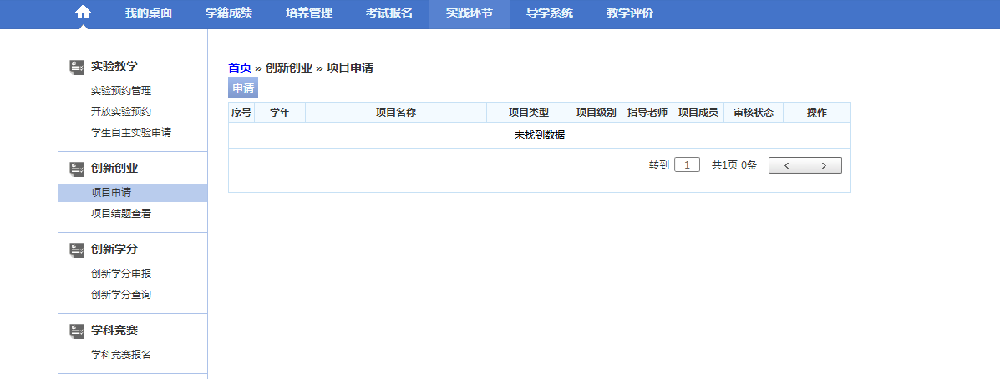 我的桌面 学籍成绩 培养管理 考试报名 实践环节 导学系统 教学评价
实验教学
实验预约管理
开放实验预约
学生自主实验申请
创新创业
项目申请
项目结题查看
创新学分
创新学分申报
创新学分查询
学科竞赛
学科竞赛报名
首页 » 创新创业 » 项目申请
申请
序号 学年 项目名称 项目类型 项目级别 指导老师 项目成员 审核状态 操作
未找到数据
转到 1 共1页 0条 < >